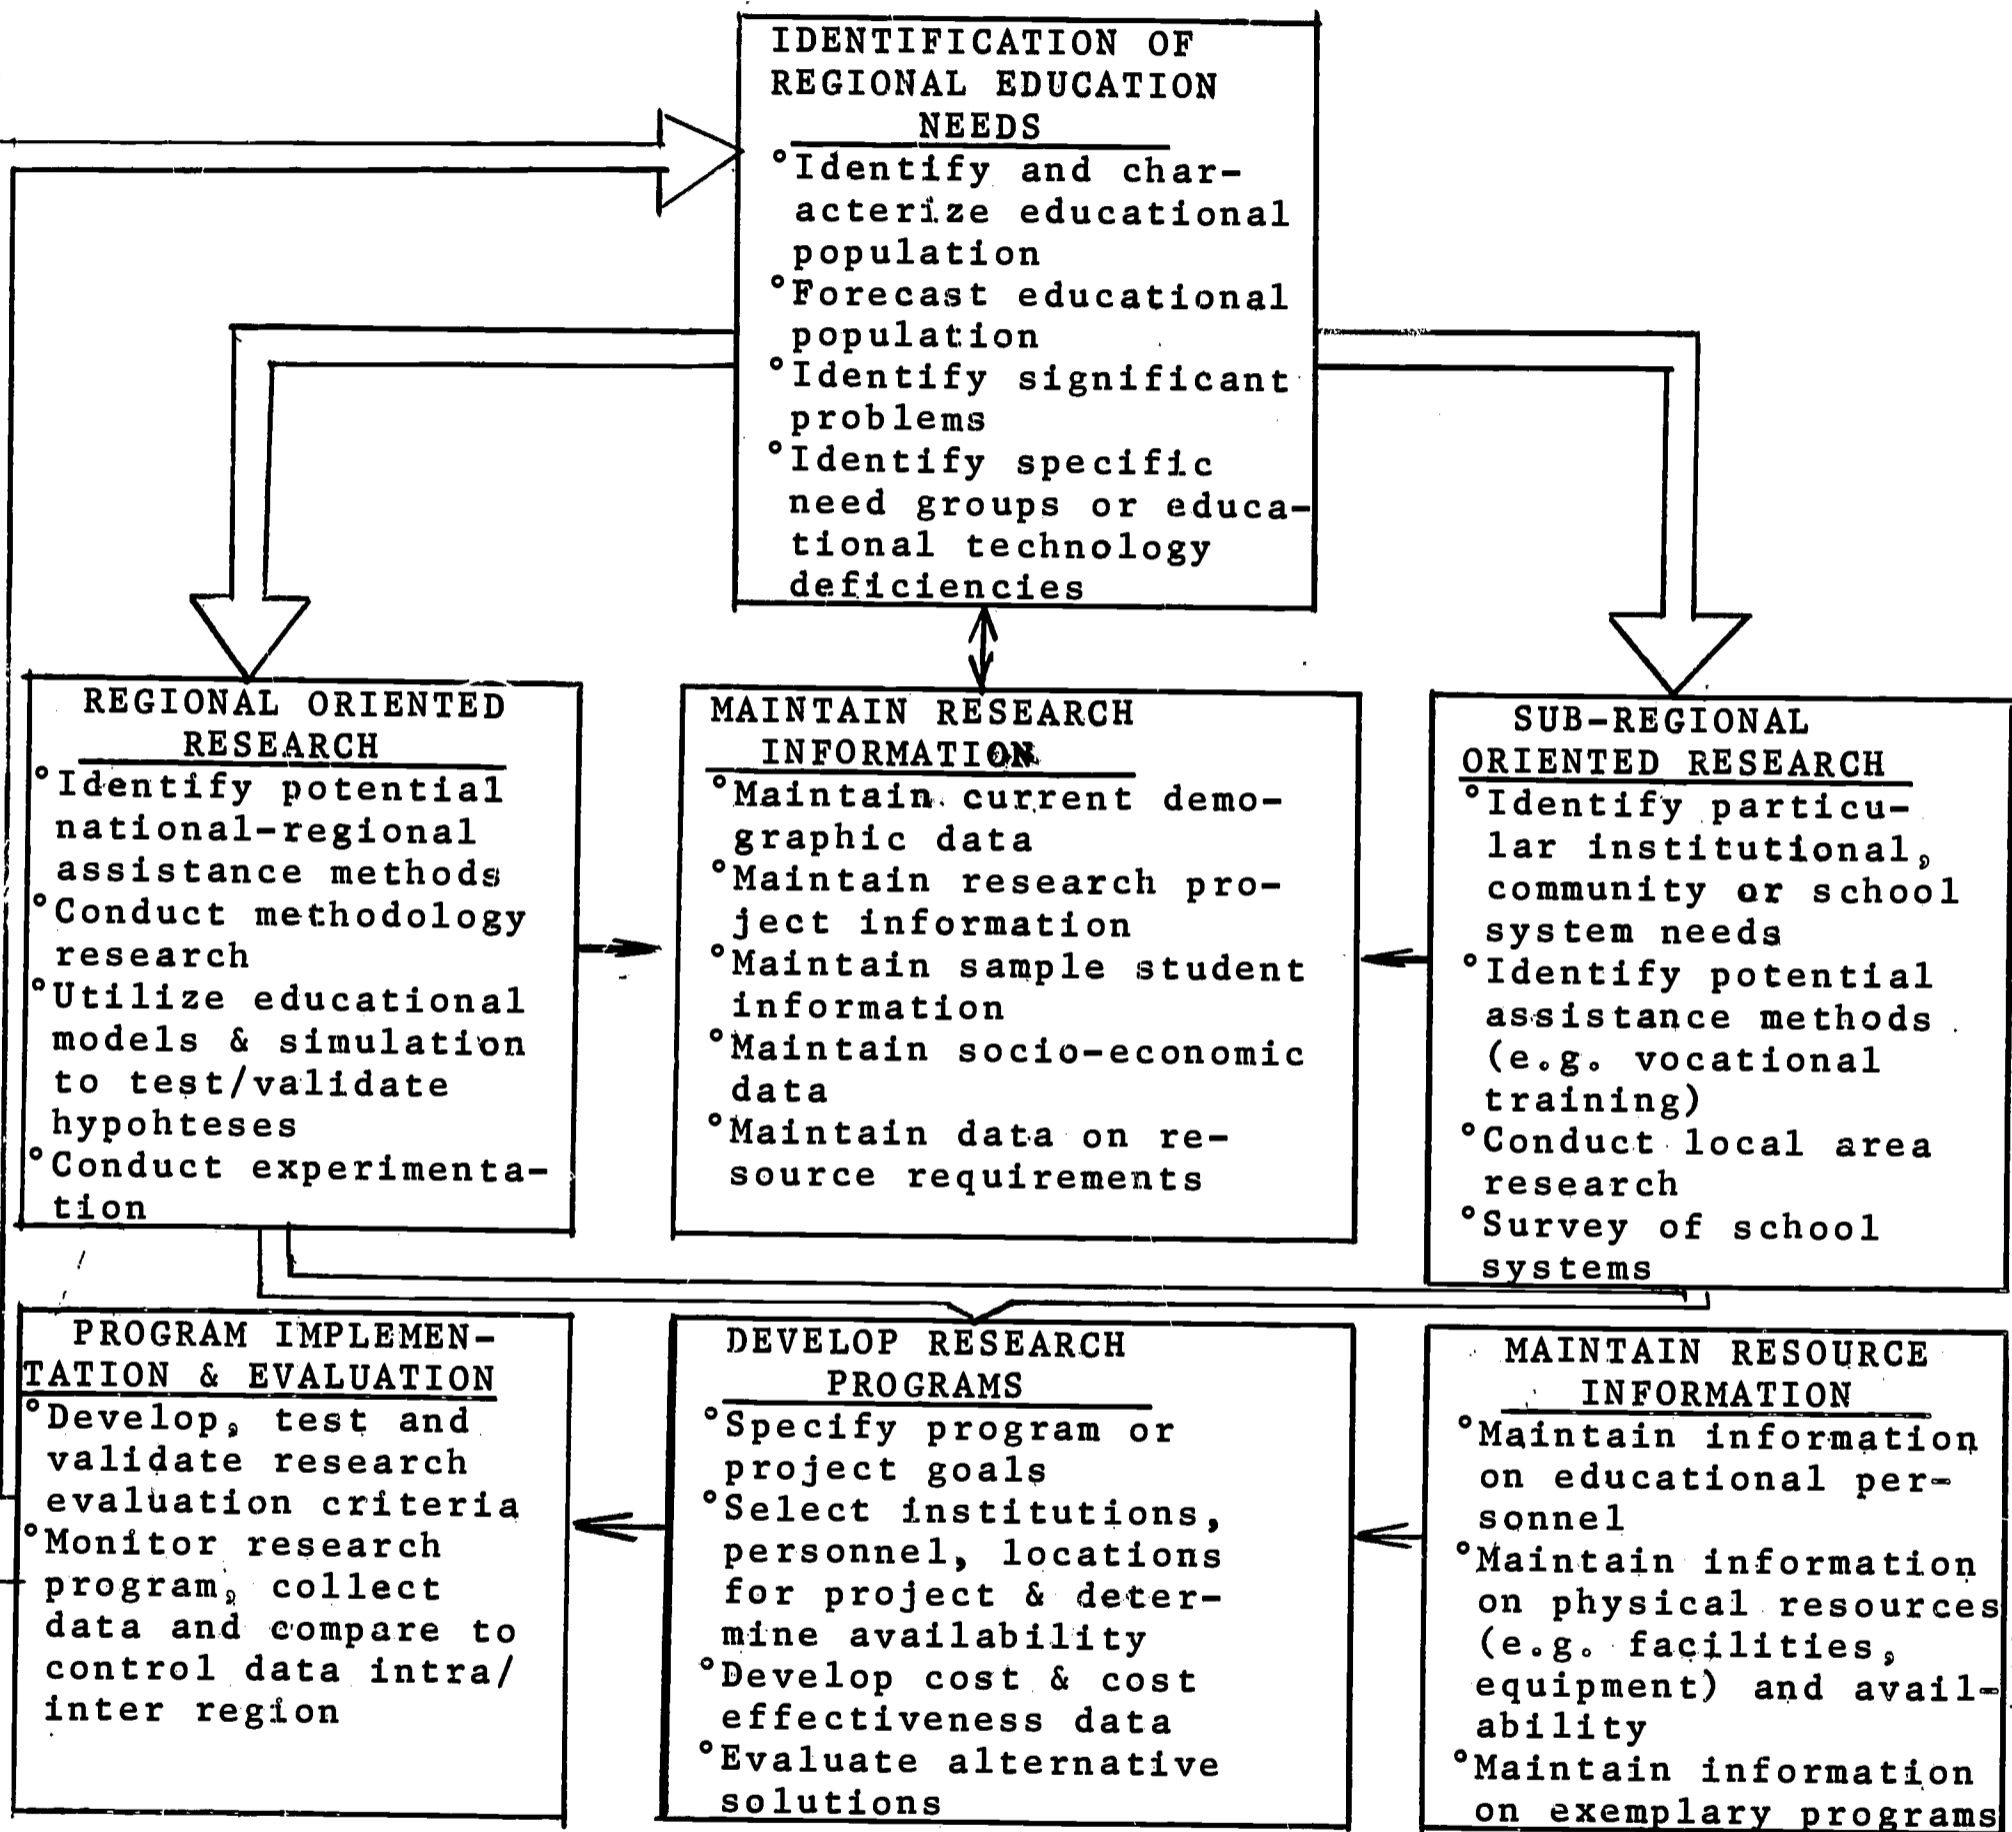 IDENTIFICATION OF
REGIONAL EDUCATION
NEEDS
°Identify and char-
acterize educational
population
°Forecast educational
population
°Identify significant
problems
°Identify specific
need groups or educa-
tional technology
deficiencies
REGIONAL ORIENTED
RESEARCH
°Identify potential
national-regional
assistance methods
°Conduct methodology
research
°Utilize educational
models & simulation
to test/validate
hypohteses
°Conduct experimenta-
tion
MAINTAIN RESEARCH
INFORMATION
°Maintain current demo-
graphic data
°Maintain research pro-
ject information
°Maintain sample student
information
°Maintain socio-economic
data
°Maintain data on re-
source requirements
SUB-REGIONAL
ORIENTED RESEARCH
°Identify particu-
lar institutional,
community or school
system needs
°Identify potential
assistance methods
(e.g. vocational
training)
°Conduct local area
research
°Survey of school
systems
PROGRAM IMPLEMEN-
TATION & EVALUATION
°Develop, test and
validate research
evaluation criteria
°Monitor research
program, collect
data and compare to
control data intra/
inter region
DEVELOP RESEARCH
PROGRAMS
°Specify program or
project goals
°Select institutions,
personnel, locations
for project & deter-
mine availability
°Develop cost & cost
effectiveness data
°Evaluate alternative
solutions
MAINTAIN RESOURCE
INFORMATION
°Maintain information
on educational per-
sonnel
°Maintain information
on physical resources
(e.g. facilities,
equipment) and avail-
ability
°Maintain information
on exemplary programs